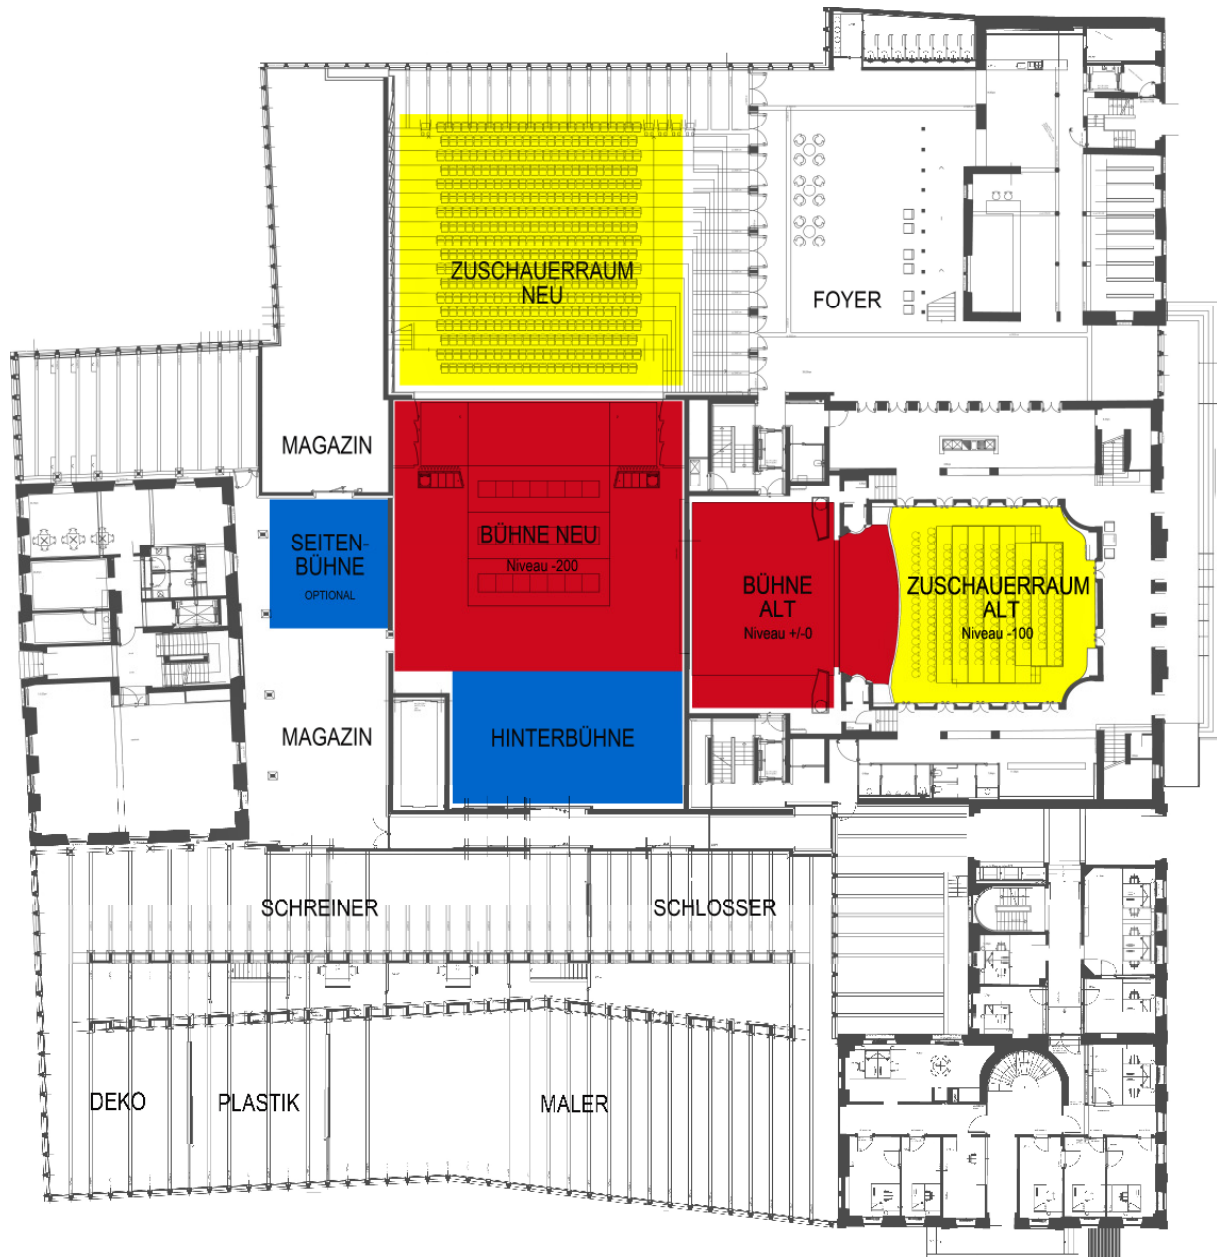 ZUSCHAUERRAUM
NEU
FOYER
MAGAZIN
SEITEN-
BÜHNE
OPTIONAL
BÜHNE NEU
Niveau -200
BÜHNE
ALT
Niveau +/-0
ZUSCHAUERRAUM
ALT
Niveau -100
MAGAZIN
HINTERBÜHNE
SCHREINER
SCHLOSSER
DEKO
PLASTIK
MALER